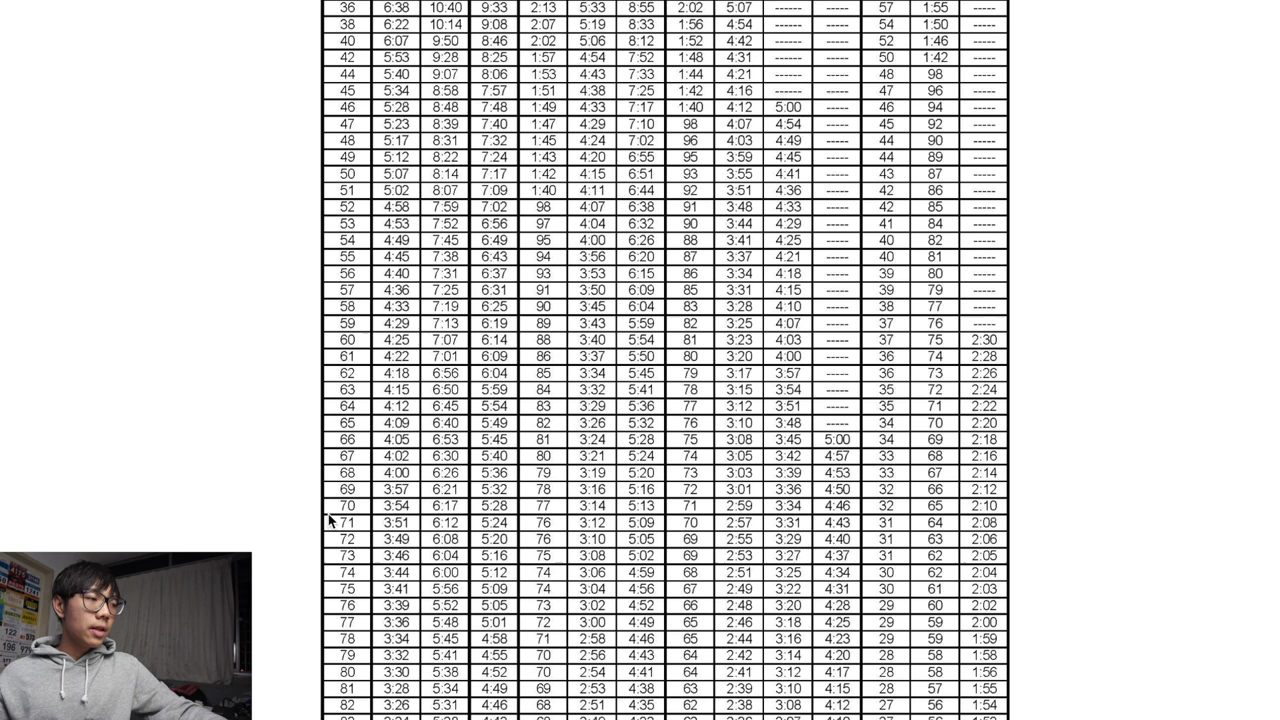 36 6:38 10:40 9:33 2:13 5:33 8:55 2:02 5:07 ------ ----- 57 1:55 -----
38 6:22 10:14 9:08 2:07 5:19 8:33 1:56 4:54 ------ ----- 54 1:50 -----
40 6:07 9:50 8:46 2:02 5:06 8:12 1:52 4:42 ------ ----- 52 1:46 -----
42 5:53 9:28 8:25 1:57 4:54 7:52 1:48 4:31 ------ ----- 50 1:42 -----
44 5:40 9:07 8:06 1:53 4:43 7:33 1:44 4:21 ------ ----- 48 98 -----
45 5:34 8:58 7:57 1:51 4:38 7:25 1:42 4:16 ------ ----- 47 96 -----
46 5:28 8:48 7:48 1:49 4:33 7:17 1:40 4:12 5:00 ----- 46 94 -----
47 5:23 8:39 7:40 1:47 4:29 7:10 98 4:07 4:54 ----- 45 92 -----
48 5:17 8:31 7:32 1:45 4:24 7:02 96 4:03 4:49 ----- 44 90 -----
49 5:12 8:22 7:24 1:43 4:20 6:55 95 3:59 4:45 ----- 44 89 -----
50 5:07 8:14 7:17 1:42 4:15 6:51 93 3:55 4:41 ----- 43 87 -----
51 5:02 8:07 7:09 1:40 4:11 6:44 92 3:51 4:36 ----- 42 86 -----
52 4:58 7:59 7:02 98 4:07 6:38 91 3:48 4:33 ----- 42 85 -----
53 4:53 7:52 6:56 97 4:04 6:32 90 3:44 4:29 ----- 41 84 -----
54 4:49 7:45 6:49 95 4:00 6:26 88 3:41 4:25 ----- 40 82 -----
55 4:45 7:38 6:43 94 3:56 6:20 87 3:37 4:21 ----- 40 81 -----
56 4:40 7:31 6:37 93 3:53 6:15 86 3:34 4:18 ----- 39 80 -----
57 4:36 7:25 6:31 91 3:50 6:09 85 3:31 4:15 ----- 39 79 -----
58 4:33 7:19 6:25 90 3:45 6:04 83 3:28 4:10 ----- 38 77 -----
59 4:29 7:13 6:19 89 3:43 5:59 82 3:25 4:07 ----- 37 76 -----
60 4:25 7:07 6:14 88 3:40 5:54 81 3:23 4:03 ----- 37 75 2:30
61 4:22 7:01 6:09 86 3:37 5:50 80 3:20 4:00 ----- 36 74 2:28
62 4:18 6:56 6:04 85 3:34 5:45 79 3:17 3:57 ----- 36 73 2:26
63 4:15 6:50 5:59 84 3:32 5:41 78 3:15 3:54 ----- 35 72 2:24
64 4:12 6:45 5:54 83 3:29 5:36 77 3:12 3:51 ----- 35 71 2:22
65 4:09 6:40 5:49 82 3:26 5:32 76 3:10 3:48 ----- 34 70 2:20
66 4:05 6:53 5:45 81 3:24 5:28 75 3:08 3:45 5:00 34 69 2:18
67 4:02 6:30 5:40 80 3:21 5:24 74 3:05 3:42 4:57 33 68 2:16
68 4:00 6:26 5:36 79 3:19 5:20 73 3:03 3:39 4:53 33 67 2:14
69 3:57 6:21 5:32 78 3:16 5:16 72 3:01 3:36 4:50 32 66 2:12
70 3:54 6:17 5:28 77 3:14 5:13 71 2:59 3:34 4:46 32 65 2:10
71 3:51 6:12 5:24 76 3:12 5:09 70 2:57 3:31 4:43 31 64 2:08
72 3:49 6:08 5:20 76 3:10 5:05 69 2:55 3:29 4:40 31 63 2:06
73 3:46 6:04 5:16 75 3:08 5:02 69 2:53 3:27 4:37 31 62 2:05
74 3:44 6:00 5:12 74 3:06 4:59 68 2:51 3:25 4:34 30 62 2:04
75 3:41 5:56 5:09 74 3:04 4:56 67 2:49 3:22 4:31 30 61 2:03
76 3:39 5:52 5:05 73 3:02 4:52 66 2:48 3:20 4:28 29 60 2:02
77 3:36 5:48 5:01 72 3:00 4:49 65 2:46 3:18 4:25 29 59 2:00
78 3:34 5:45 4:58 71 2:58 4:46 65 2:44 3:16 4:23 29 59 1:59
79 3:32 5:41 4:55 70 2:56 4:43 64 2:42 3:14 4:20 28 58 1:58
80 3:30 5:38 4:52 70 2:54 4:41 64 2:41 3:12 4:17 28 58 1:56
81 3:28 5:34 4:49 69 2:53 4:38 63 2:39 3:10 4:15 28 57 1:55
82 3:26 5:31 4:46 68 2:51 4:35 62 2:38 3:08 4:12 27 56 1:54
122
196